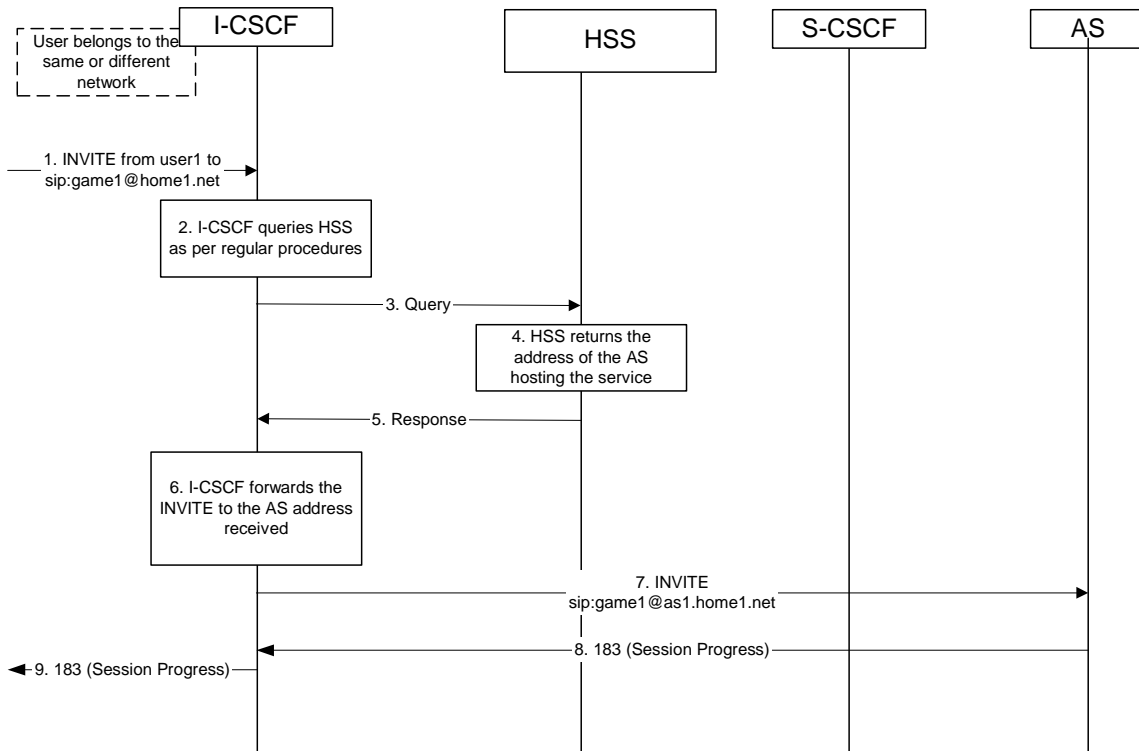 I-CSCF
HSS
S-CSCF
AS
User belongs to the
same or different
network
1. INVITE from user1 to
sip:game1@home1.net
2. I-CSCF queries HSS
as per regular procedures
3. Query
4. HSS returns the
address of the AS
hosting the service
5. Response
6. I-CSCF forwards the
INVITE to the AS address
received
7. INVITE
sip:game1@as1.home1.net
8. 183 (Session Progress)
9. 183 (Session Progress)